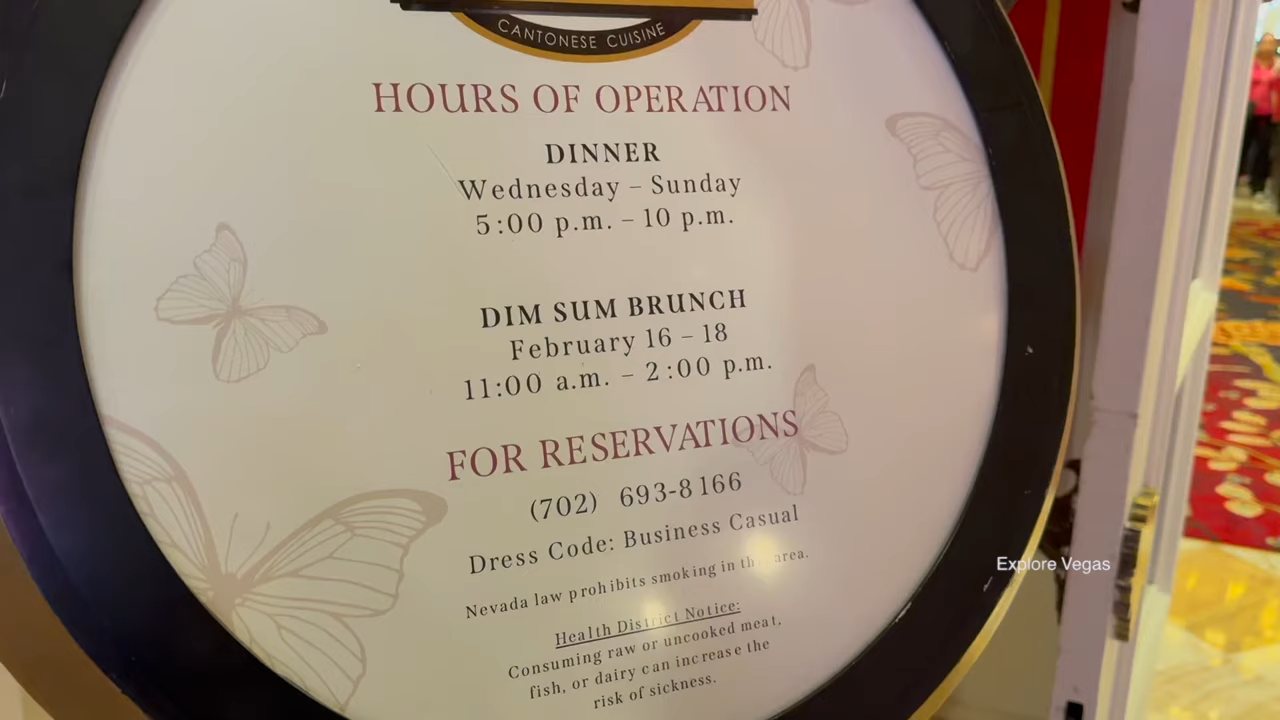 CANTONESE CUISINE
HOURS OF OPERATION
DINNER
Wednesday – Sunday
5:00 p.m. – 10 p.m.
DIM SUM BRUNCH
February 16 – 18
11:00 a.m. – 2:00 p.m.
FOR RESERVATIONS
(702) 693-8166
Dress Code: Business Casual
Nevada law prohibits smoking in area.
Health District Notice:
Consuming raw or uncooked meat,
fish, or dairy can increase the
risk of sickness.
Explore Vegas